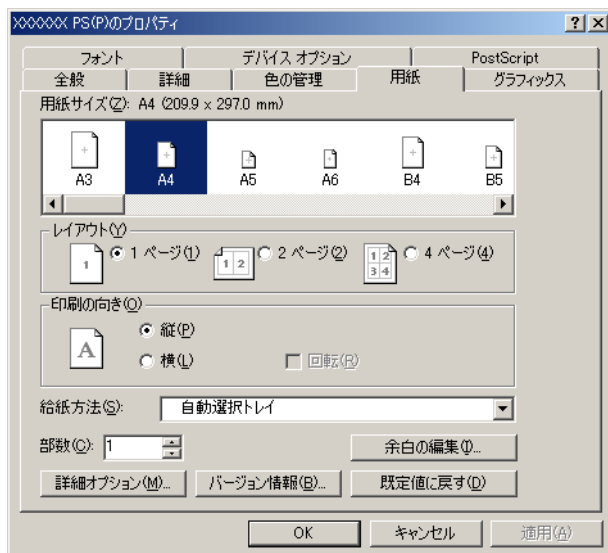 XXXXXX PS(P)のプロパティ
フォント デバイス オプション PostScript
全般 詳細 色の管理 用紙 グラフィックス
用紙サイズ(Z): A4 (209.9 x 297.0 mm)
A3 A4 A5 A6 B4 B5
レイアウト(Y)
1 1 ページ(1) 1 2 2 ページ(2) 1 2 4 ページ(4)
3 4
印刷の向き(O)
A 縦(P)
横(L) 回転(R)
給紙方法(S): 自動選択トレイ
部数(C): 1 余白の編集(I)...
詳細オプション(M)... バージョン情報(B)... 既定値に戻す(D)
OK キャンセル 適用(A)